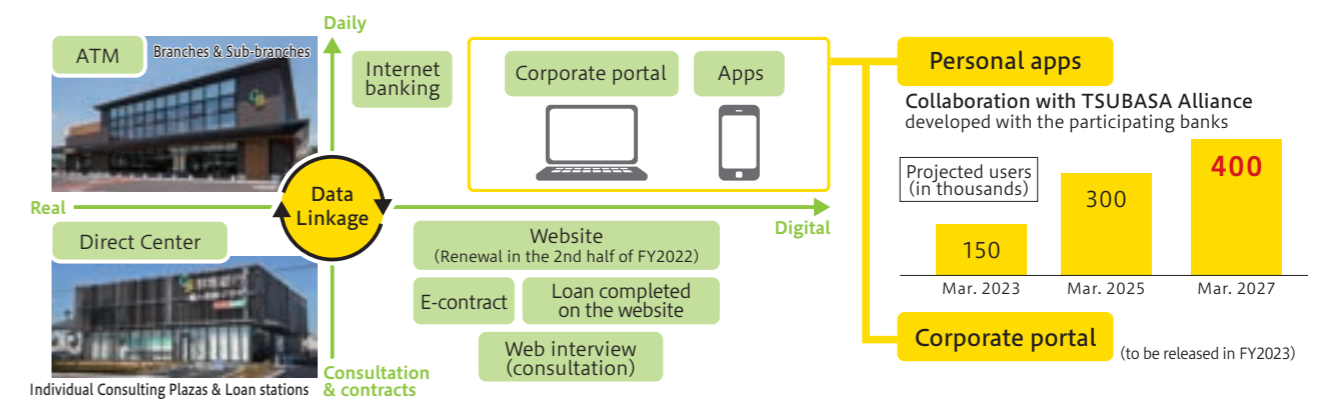 Daily
ATM
Branches & Sub-branches
Internet
banking
Corporate portal
Apps
Data
Linkage
Real
Digital
Direct Center
Website
(Renewal in the 2nd half of FY2022)
E-contract
Loan completed
on the website
Web interview
(consultation)
Consultation
& contracts
Individual Consulting Plazas & Loan stations
Personal apps
Collaboration with TSUBASA Alliance
developed with the participating banks
Projected users
(in thousands)
150
300
400
Mar. 2023
Mar. 2025
Mar. 2027
Corporate portal
(to be released in FY2023)